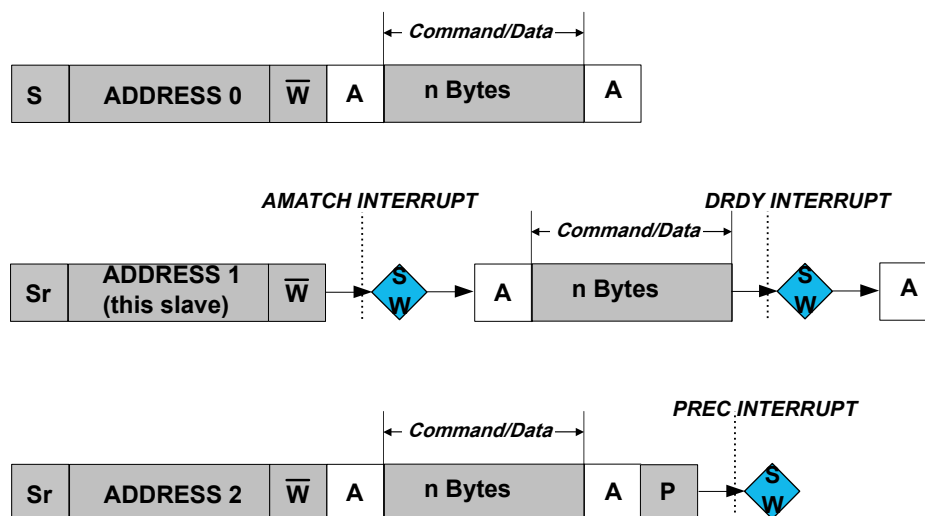 Command/Data
S ADDRESS 0 W̅ A n Bytes A
AMATCH INTERRUPT DRDY INTERRUPT
Command/Data
Sr ADDRESS 1 (this slave) W̅ S W A n Bytes S W A
PREC INTERRUPT
Command/Data
Sr ADDRESS 2 W̅ A n Bytes A P S W